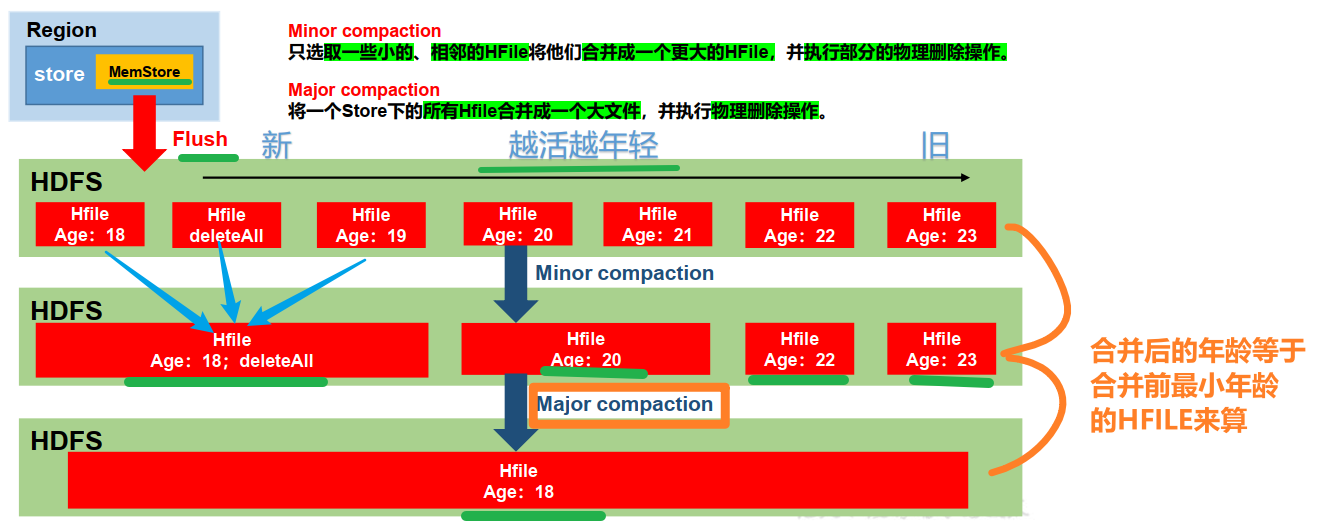 Region
store
MemStore
Minor compaction
只选取一些小的、相邻的HFile将他们合并成一个更大的HFile，并执行部分的物理删除操作。
Major compaction
将一个Store下的所有Hfile合并成一个大文件，并执行物理删除操作。
Flush
新
越活越年轻
旧
HDFS
Hfile
Age：18
Hfile
deleteAll
Hfile
Age：19
Hfile
Age：20
Hfile
Age：21
Hfile
Age：22
Hfile
Age：23
Minor compaction
HDFS
Hfile
Age：18；deleteAll
Hfile
Age：20
Hfile
Age：22
Hfile
Age：23
合并后的年龄等于
合并前最小年龄
的HFILE来算
Major compaction
HDFS
Hfile
Age：18